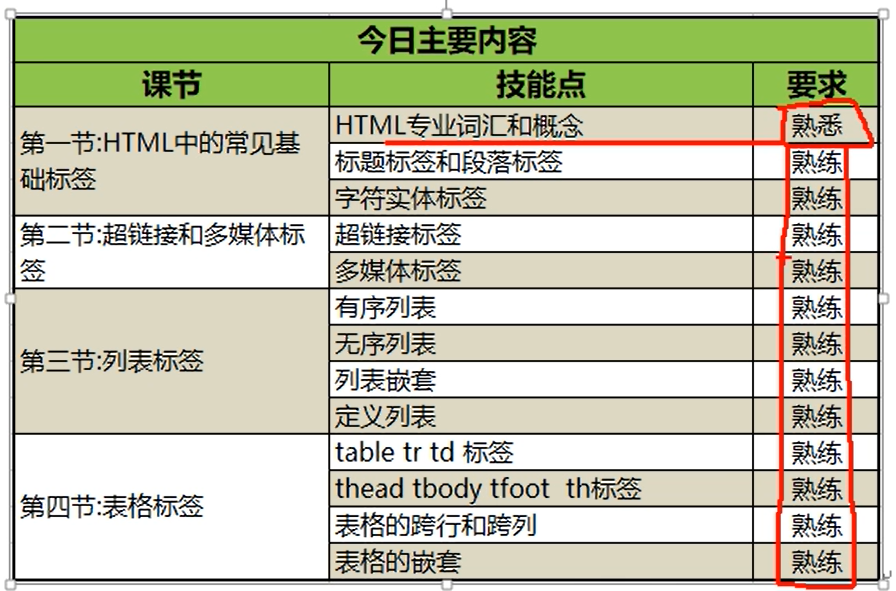 今日主要内容
课节 技能点 要求
第一节:HTML中的常见基
础标签
HTML专业词汇和概念 熟悉
标题标签和段落标签 熟练
字符实体标签 熟练
第二节:超链接和多媒体标
签
超链接标签 熟练
多媒体标签 熟练
第三节:列表标签
有序列表 熟练
无序列表 熟练
列表嵌套 熟练
定义列表 熟练
第四节:表格标签
table tr td 标签 熟练
thead tbody tfoot  th标签 熟练
表格的跨行和跨列 熟练
表格的嵌套 熟练